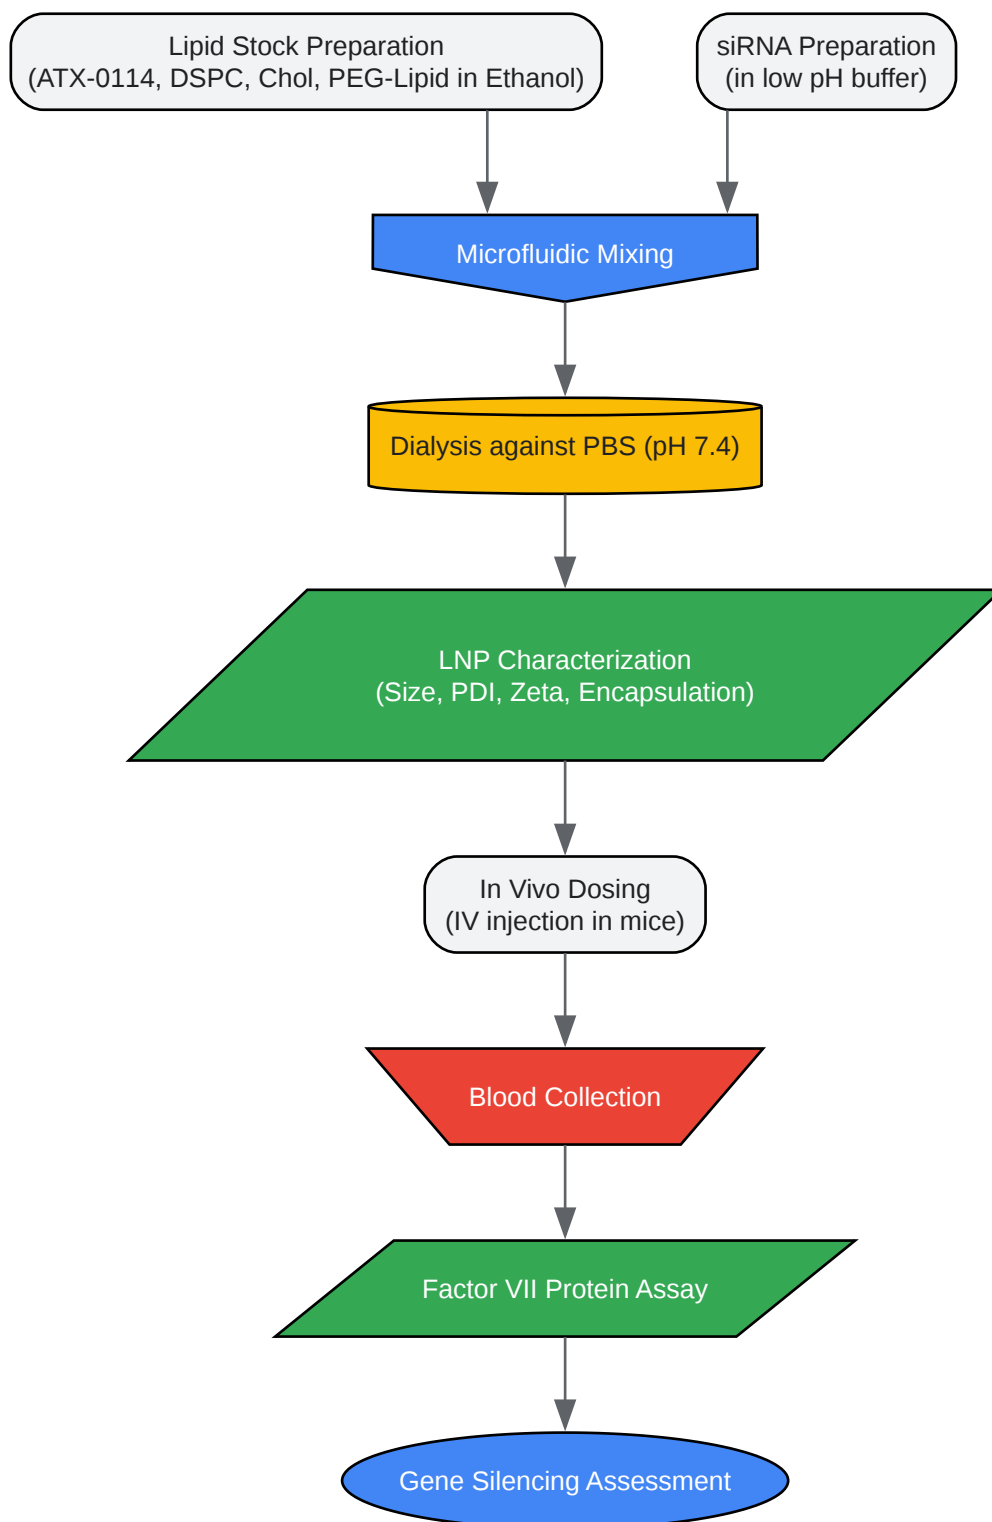 Lipid Stock Preparation
(ATX-0114, DSPC, Chol, PEG-Lipid in Ethanol)
siRNA Preparation
(in low pH buffer)
Microfluidic Mixing
Dialysis against PBS (pH 7.4)
LNP Characterization
(Size, PDI, Zeta, Encapsulation)
In Vivo Dosing
(IV injection in mice)
Blood Collection
Factor VII Protein Assay
Gene Silencing Assessment